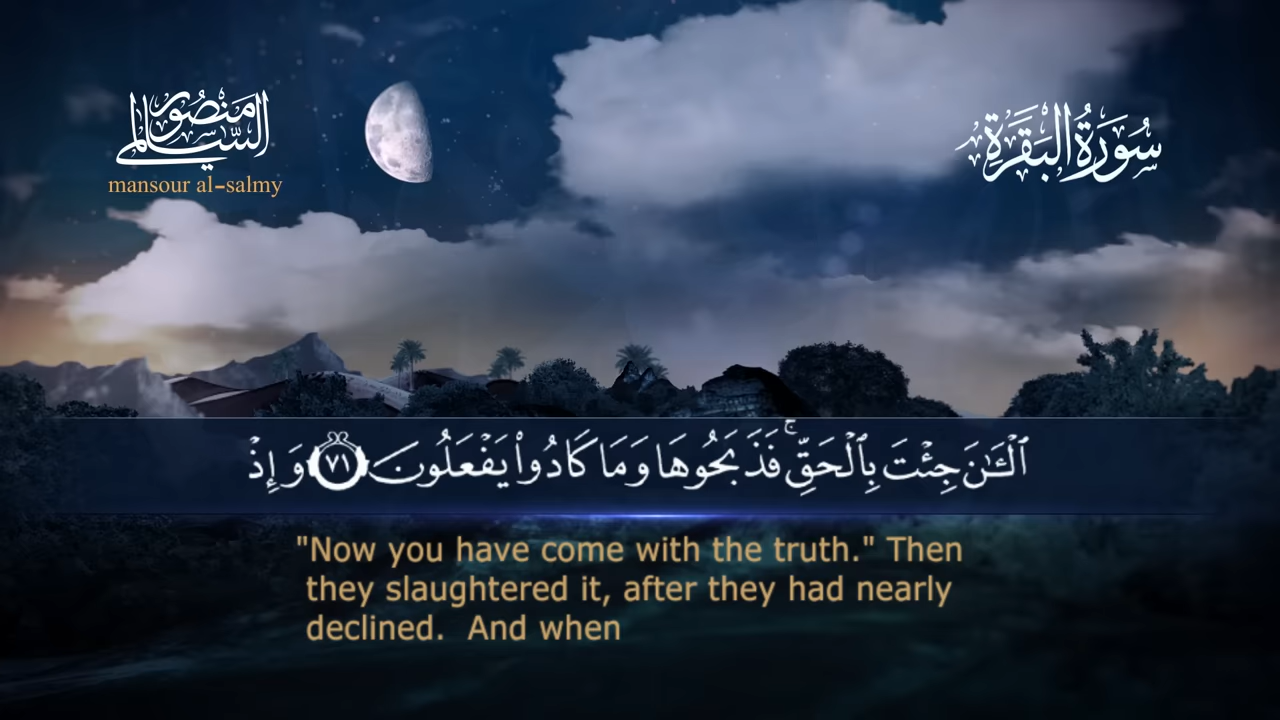 منصور السالمي
mansour al-salmy
سُورَةُ البَقَرَةِ
ٱلْـَٰٔنَ جِئْتَ بِٱلْحَقِّ ۚ فَذَبَحُوهَا وَمَا كَادُوا۟ يَفْعَلُونَ ٧١ وَإِذْ
"Now you have come with the truth." Then
they slaughtered it, after they had nearly
declined. And when